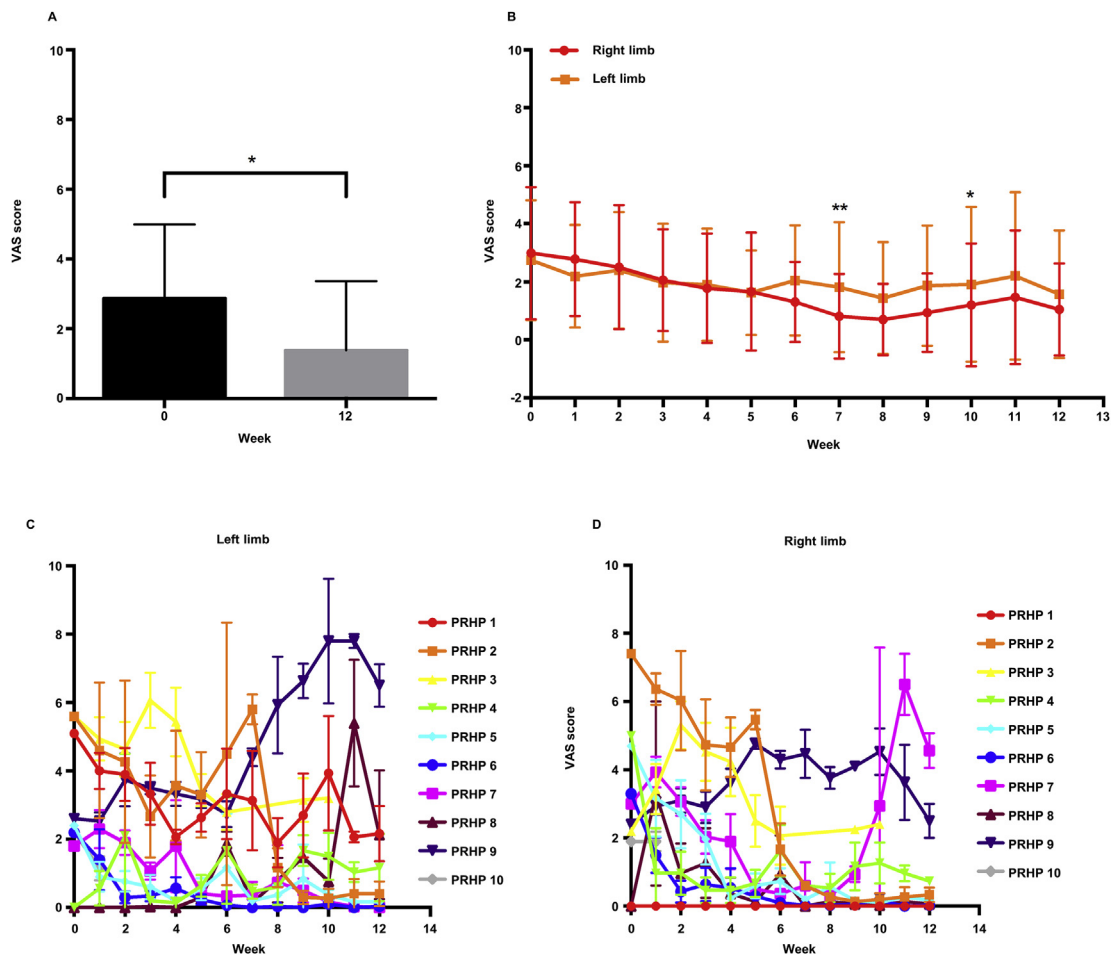 A
VAS score
10
8
6
4
2
0
*
0
12
Week
B
VAS score
10
8
6
4
2
0
-2
Right limb
Left limb
**
*
0 1 2 3 4 5 6 7 8 9 10 11 12 13
Week
C
Left limb
10
8
6
4
2
0
0 2 4 6 8 10 12 14
Week
PRHP 1
PRHP 2
PRHP 3
PRHP 4
PRHP 5
PRHP 6
PRHP 7
PRHP 8
PRHP 9
PRHP 10
D
Right limb
VAS score
10
8
6
4
2
0
0 2 4 6 8 10 12 14
Week
PRHP 1
PRHP 2
PRHP 3
PRHP 4
PRHP 5
PRHP 6
PRHP 7
PRHP 8
PRHP 9
PRHP 10